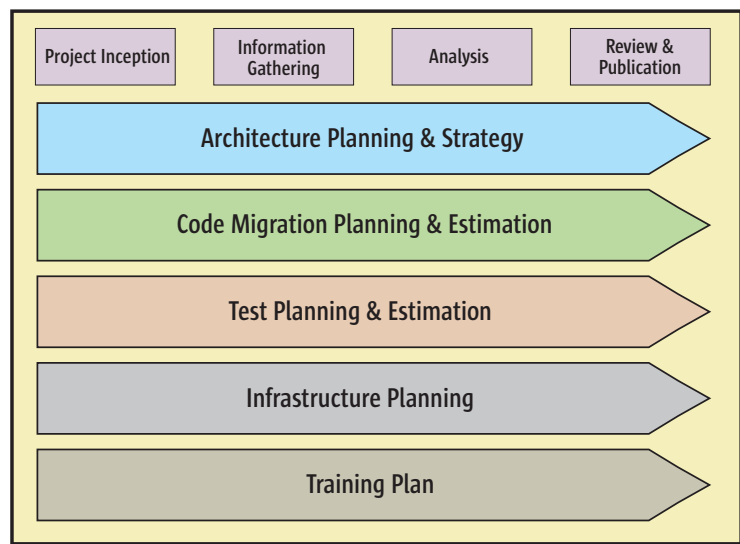 Project Inception
Information
Gathering
Analysis
Review &
Publication
Architecture Planning & Strategy
Code Migration Planning & Estimation
Test Planning & Estimation
Infrastructure Planning
Training Plan